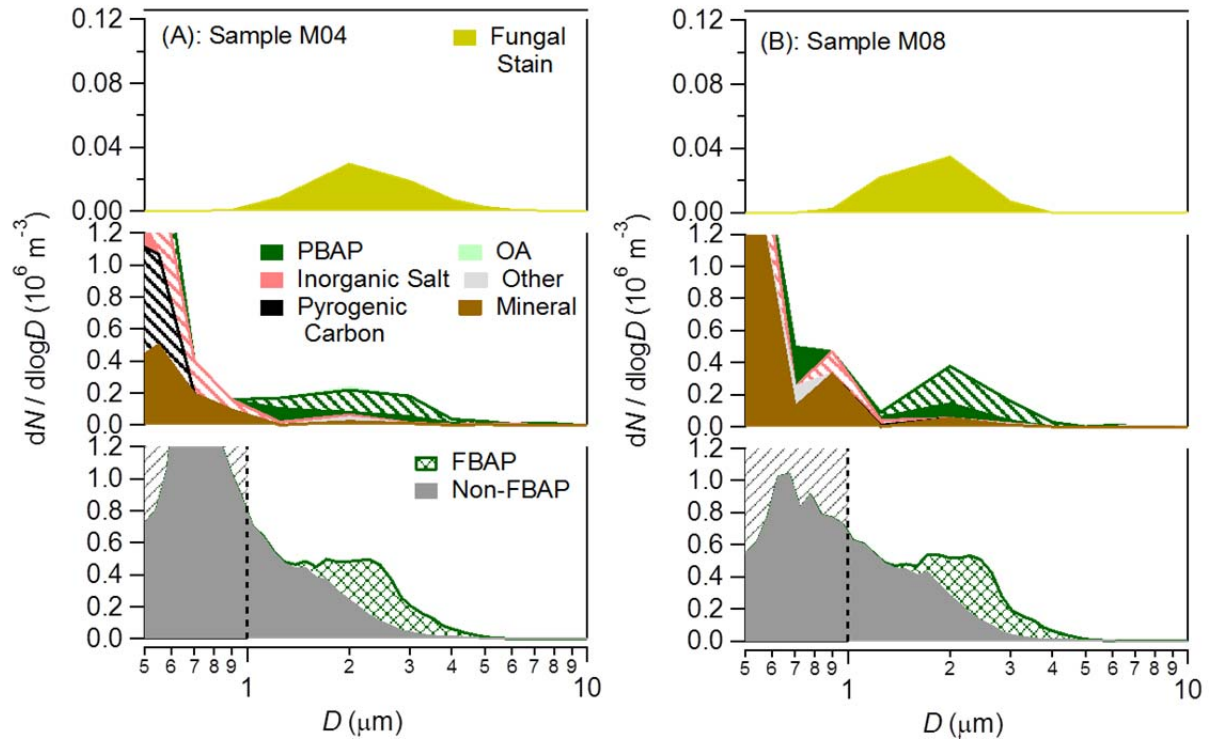 (A): Sample M04
Fungal
Stain
0.12
0.08
0.04
0.00
PBAP
OA
Inorganic Salt
Other
Pyrogenic
Carbon
Mineral
1.2
1.0
0.8
0.6
0.4
0.2
0.0
FBAP
Non-FBAP
1.2
1.0
0.8
0.6
0.4
0.2
0.0
dN / dlogD (10⁶ m⁻³)
5 6 7 8 9 1 2 3 4 5 6 7 8 9 10
D (μm)
(B): Sample M08
0.12
0.08
0.04
0.00
1.2
1.0
0.8
0.6
0.4
0.2
0.0
1.2
1.0
0.8
0.6
0.4
0.2
0.0
dN / dlogD (10⁶ m⁻³)
5 6 7 8 9 1 2 3 4 5 6 7 8 9 10
D (μm)